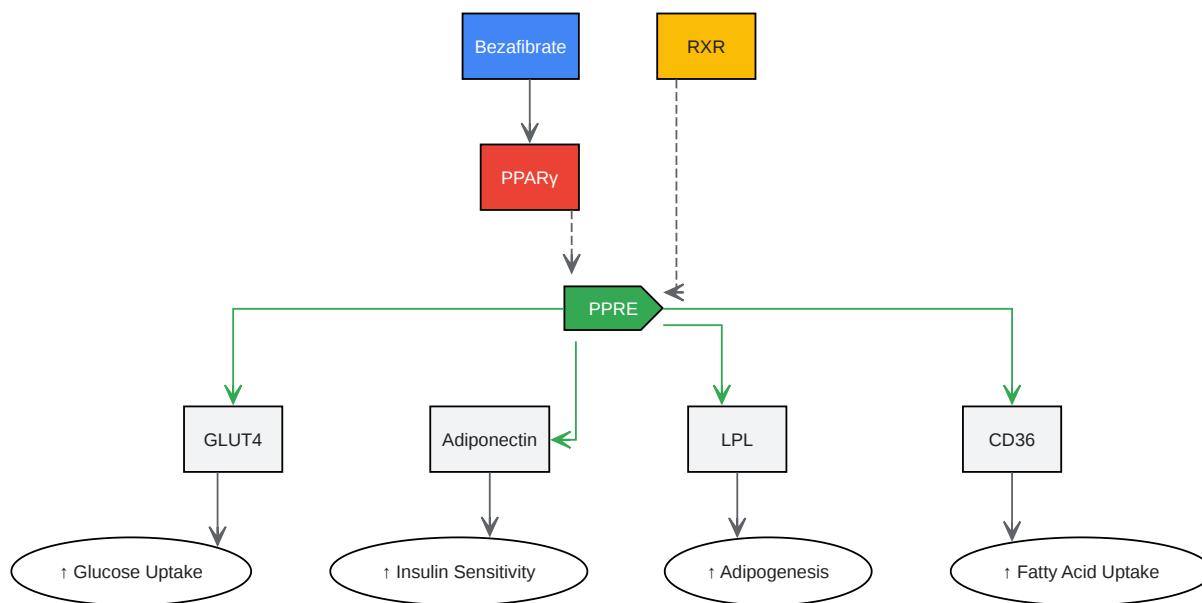 Bezafibrate
RXR
PPARγ
PPRE
GLUT4
Adiponectin
LPL
CD36
↑ Glucose Uptake
↑ Insulin Sensitivity
↑ Adipogenesis
↑ Fatty Acid Uptake